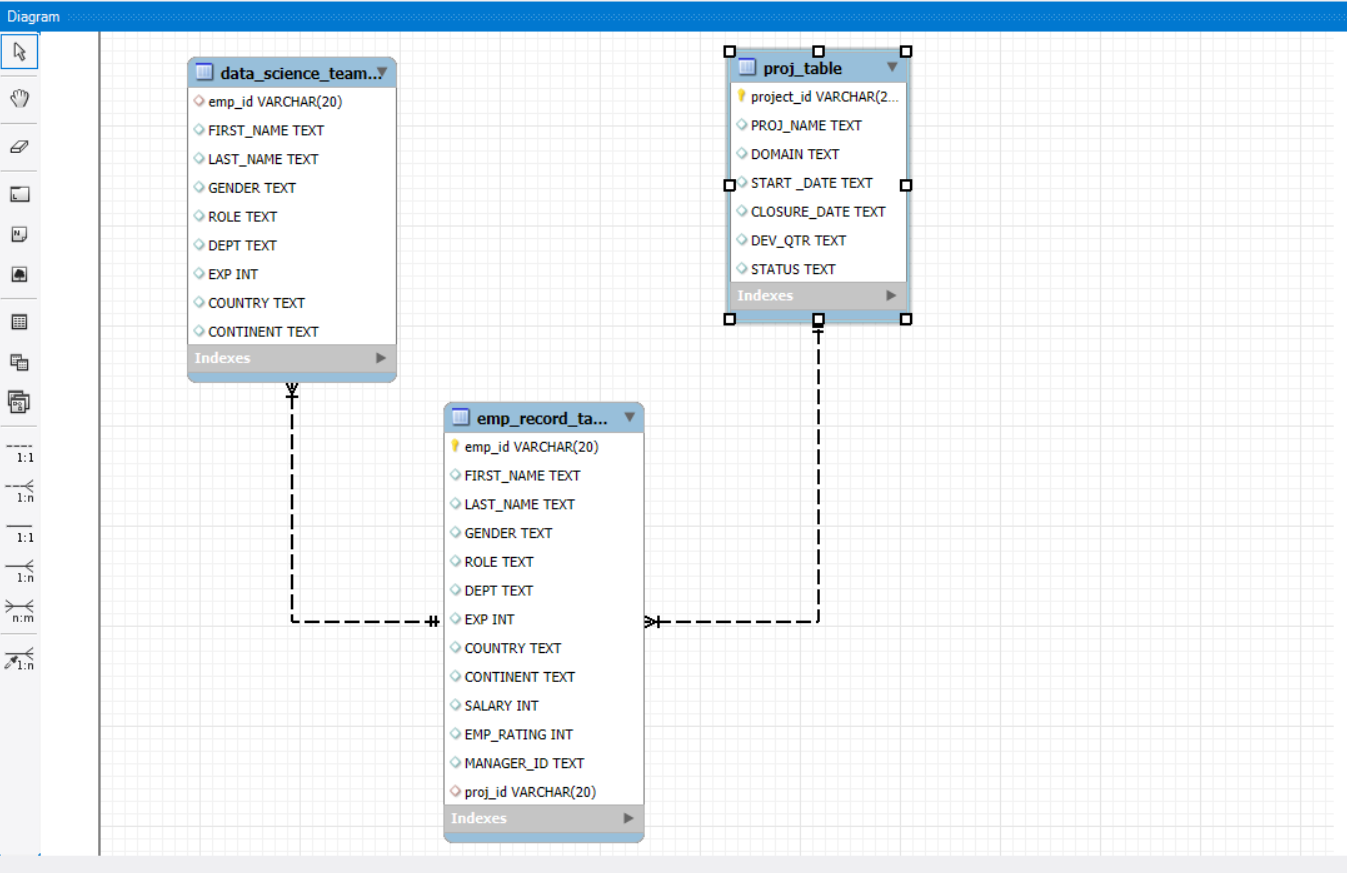 Diagram
data_science_team...
emp_id VARCHAR(20)
FIRST_NAME TEXT
LAST_NAME TEXT
GENDER TEXT
ROLE TEXT
DEPT TEXT
EXP INT
COUNTRY TEXT
CONTINENT TEXT
Indexes
proj_table
project_id VARCHAR(2...
PROJ_NAME TEXT
DOMAIN TEXT
START _DATE TEXT
CLOSURE_DATE TEXT
DEV_QTR TEXT
STATUS TEXT
Indexes
emp_record_ta...
emp_id VARCHAR(20)
FIRST_NAME TEXT
LAST_NAME TEXT
GENDER TEXT
ROLE TEXT
DEPT TEXT
EXP INT
COUNTRY TEXT
CONTINENT TEXT
SALARY INT
EMP_RATING INT
MANAGER_ID TEXT
proj_id VARCHAR(20)
Indexes
1:1
1:n
1:1
1:n
n:m
1:n